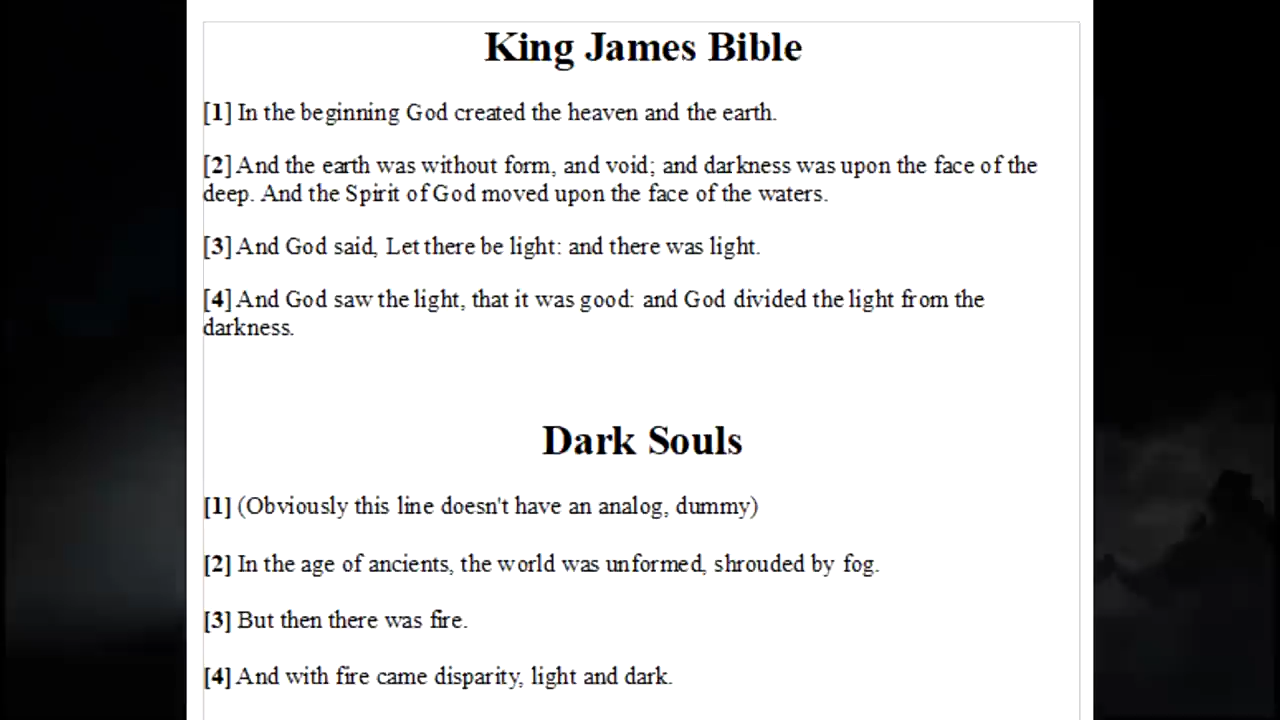 King James Bible
[1] In the beginning God created the heaven and the earth.
[2] And the earth was without form, and void; and darkness was upon the face of the
deep. And the Spirit of God moved upon the face of the waters.
[3] And God said, Let there be light: and there was light.
[4] And God saw the light, that it was good: and God divided the light from the
darkness.
Dark Souls
[1] (Obviously this line doesn't have an analog, dummy)
[2] In the age of ancients, the world was unformed, shrouded by fog.
[3] But then there was fire.
[4] And with fire came disparity, light and dark.